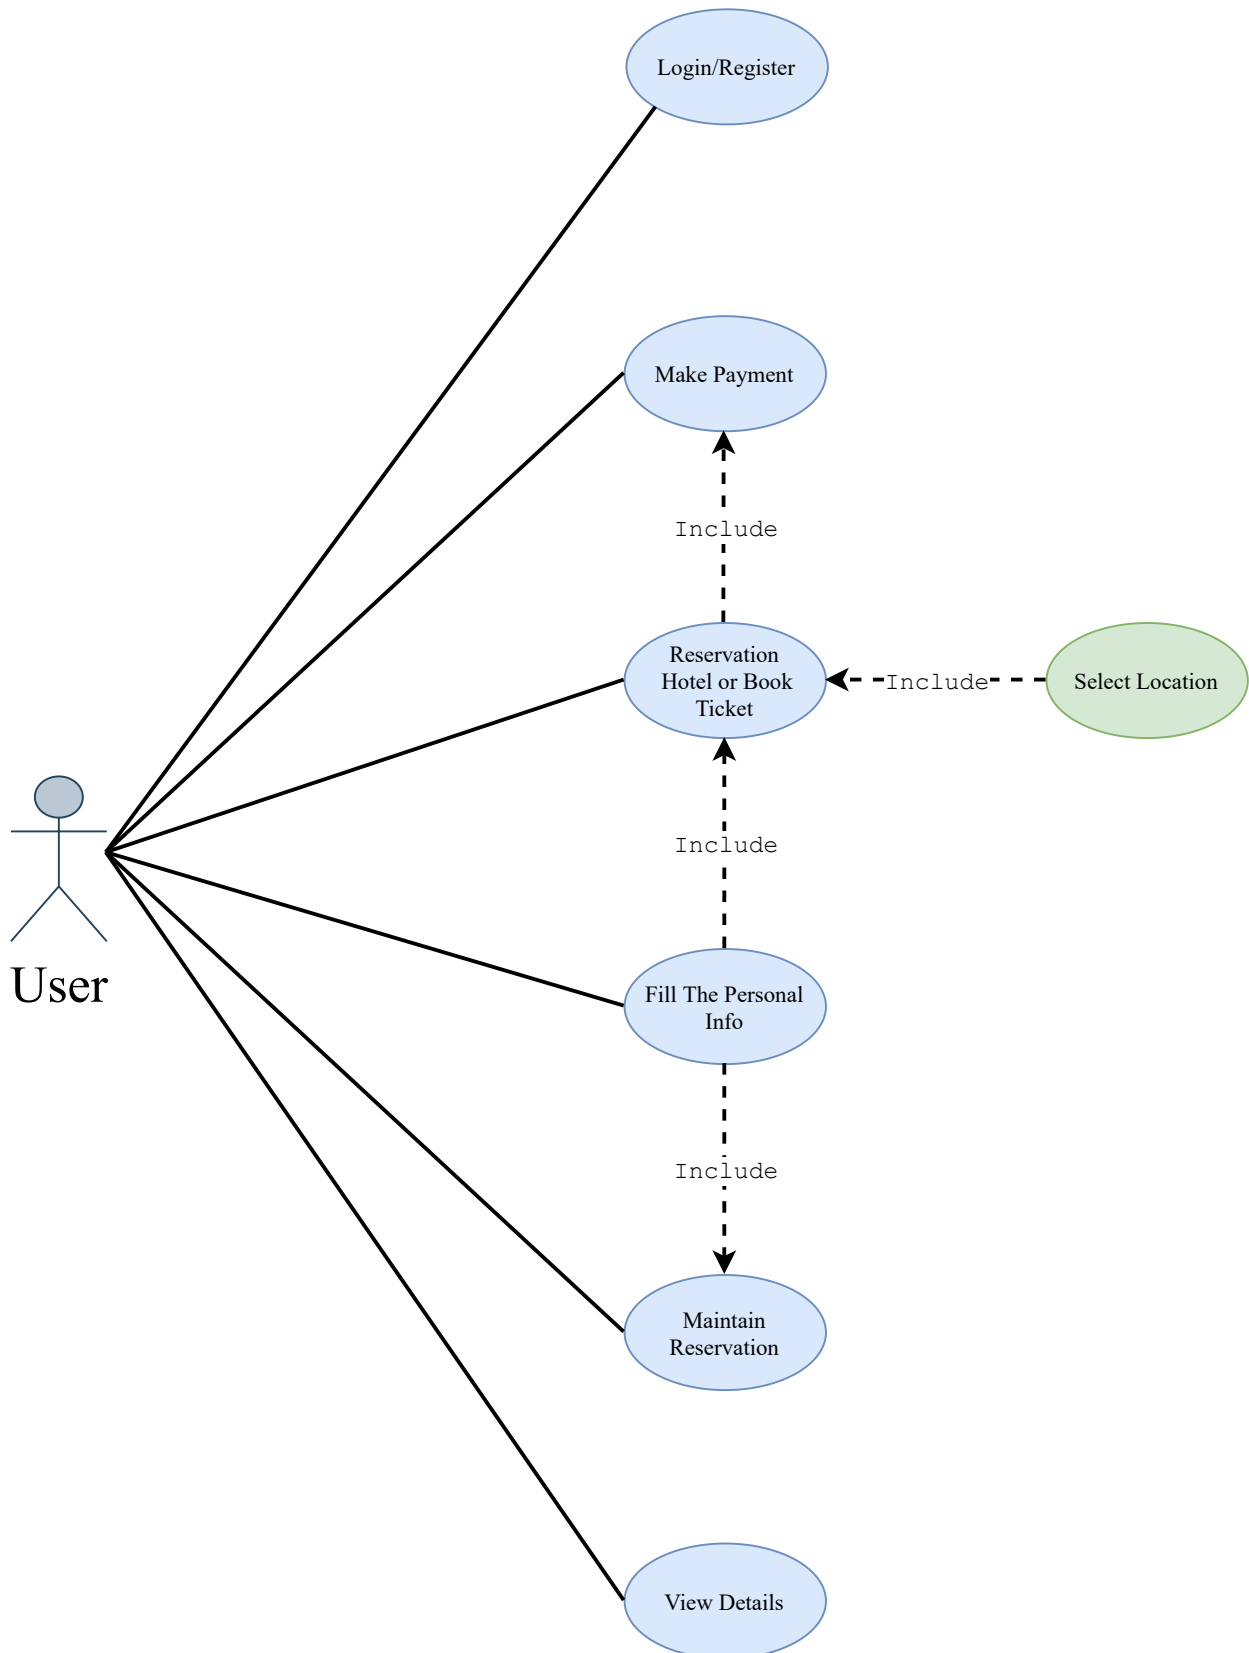 Login/Register
Make Payment
Include
Reservation
Hotel or Book
Ticket
Include
Select Location
Include
User
Fill The Personal
Info
Include
Maintain
Reservation
View Details